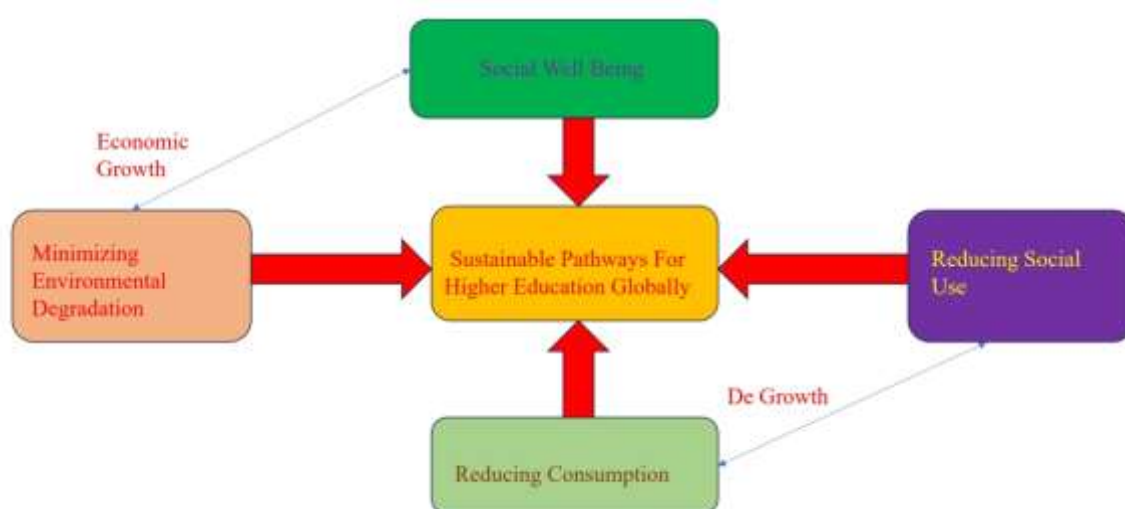 Social Well Being
Economic
Growth
Minimizing
Environmental
Degradation
Sustainable Pathways For
Higher Education Globally
Reducing Social
Use
De Growth
Reducing Consumption